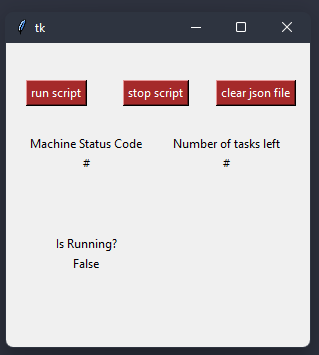 tk
run script stop script clear json file
Machine Status Code Number of tasks left
# #
Is Running?
False